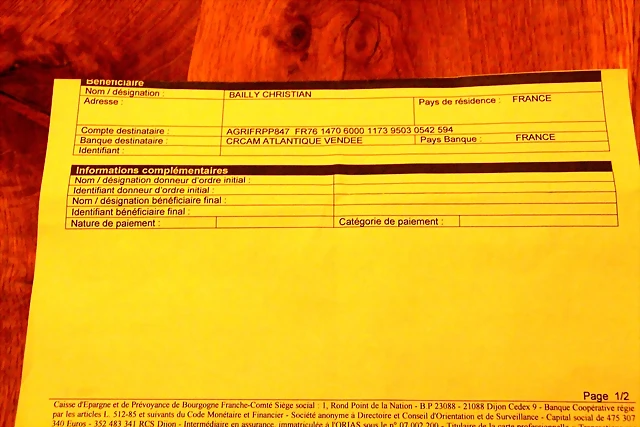 Bénéficiaire
Nom / désignation : BAILLY CHRISTIAN
Adresse : Pays de résidence : FRANCE
Compte destinataire : AGRIFRPP847 FR76 1470 6000 1173 9503 0542 594
Banque destinataire : CRCAM ATLANTIQUE VENDEE Pays Banque : FRANCE
Identifiant :
Informations complémentaires
Nom / désignation donneur d'ordre initial :
Identifiant donneur d'ordre initial :
Nom / désignation bénéficiaire final :
Identifiant bénéficiaire final :
Nature de paiement : Catégorie de paiement :
Page 1/2
Caisse d'Epargne et de Prévoyance de Bourgogne Franche-Comté Siège social : 1, Rond Point de la Nation - B.P 23088 - 21088 Dijon Cedex 9 - Banque Coopérative régie
par les articles L. 512-85 et suivants du Code Monétaire et Financier - Société anonyme à Directoire et Conseil d'Orientation et de Surveillance - Capital social de 475 307
340 Euros - 352 483 341 RCS Dijon - Intermédiaire en assurance, immatriculée à l'ORIAS sous le n° 07 002 200 - Titulaire de la carte professionnelle